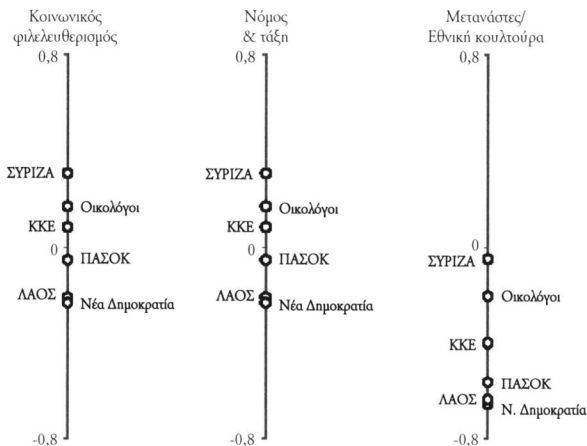 Κοινωνικός
φιλελευθερισμός
0,8
ΣΥΡΙΖΑ
Οικολόγοι
ΚΚΕ
0
ΠΑΣΟΚ
ΛΑΟΣ
Νέα Δημοκρατία
-0,8
Νόμος
& τάξη
0,8
ΣΥΡΙΖΑ
Οικολόγοι
ΚΚΕ
0
ΠΑΣΟΚ
ΛΑΟΣ
Νέα Δημοκρατία
-0,8
Μετανάστες/
Εθνική κουλτούρα
0,8
0
ΣΥΡΙΖΑ
Οικολόγοι
ΚΚΕ
ΠΑΣΟΚ
ΛΑΟΣ
Ν. Δημοκρατία
-0,8